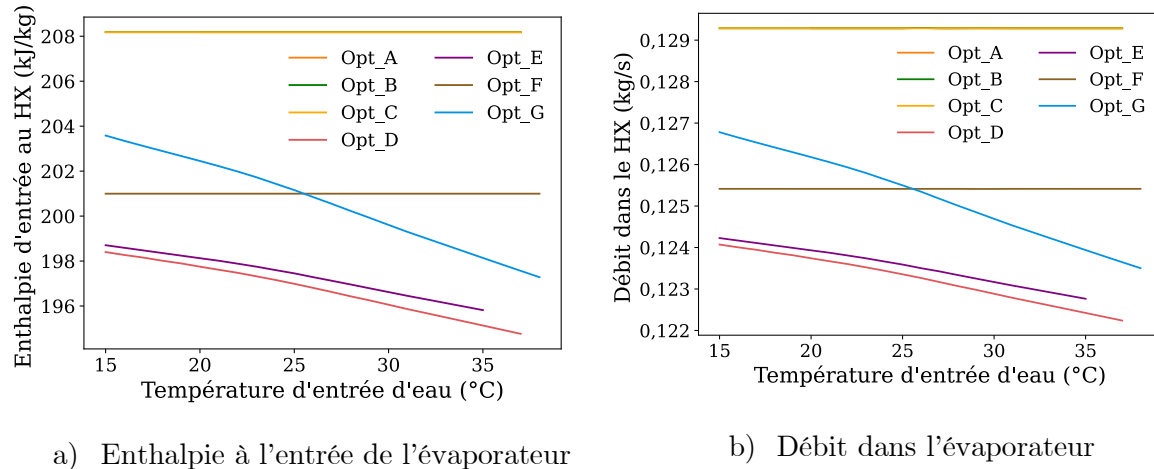 Enthalpie d'entrée au HX (kJ/kg)
208
206
204
202
200
198
196
15
20
25
30
35
Température d'entrée d'eau (°C)
Opt_A
Opt_B
Opt_C
Opt_D
Opt_E
Opt_F
Opt_G
a) Enthalpie à l'entrée de l'évaporateur
Débit dans le HX (kg/s)
0,129
0,128
0,127
0,126
0,125
0,124
0,123
0,122
15
20
25
30
35
Température d'entrée d'eau (°C)
Opt_A
Opt_B
Opt_C
Opt_D
Opt_E
Opt_F
Opt_G
b) Débit dans l'évaporateur